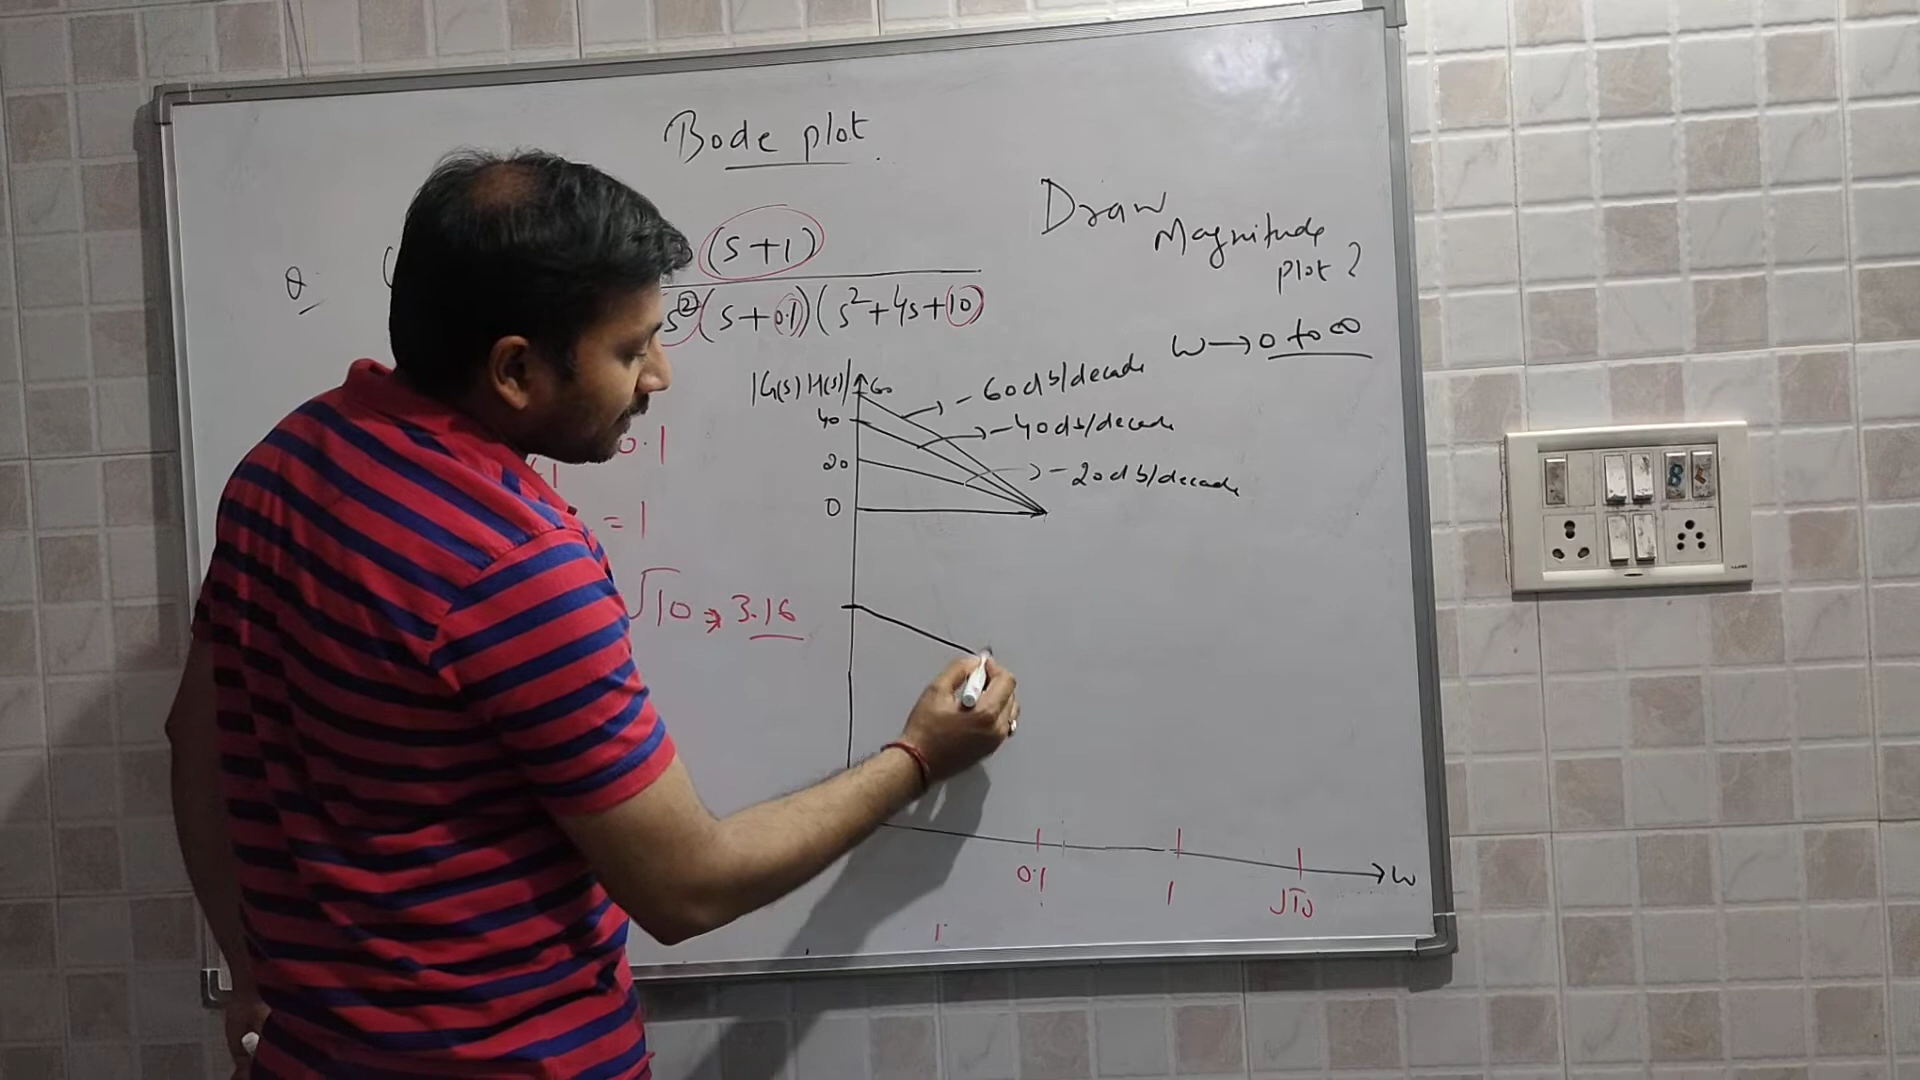 Bode plot
Draw
Magnitude
plot ?
Q.
(s+1)
s²(s+0.1)(s²+4s+10)
ω→0 to ∞
|G(s)H(s)|
60
-60db/decade
40
-40db/decade
20
-20db/decade
0
0.1
=1
√10 → 3.16
ω
0.1
1
√10